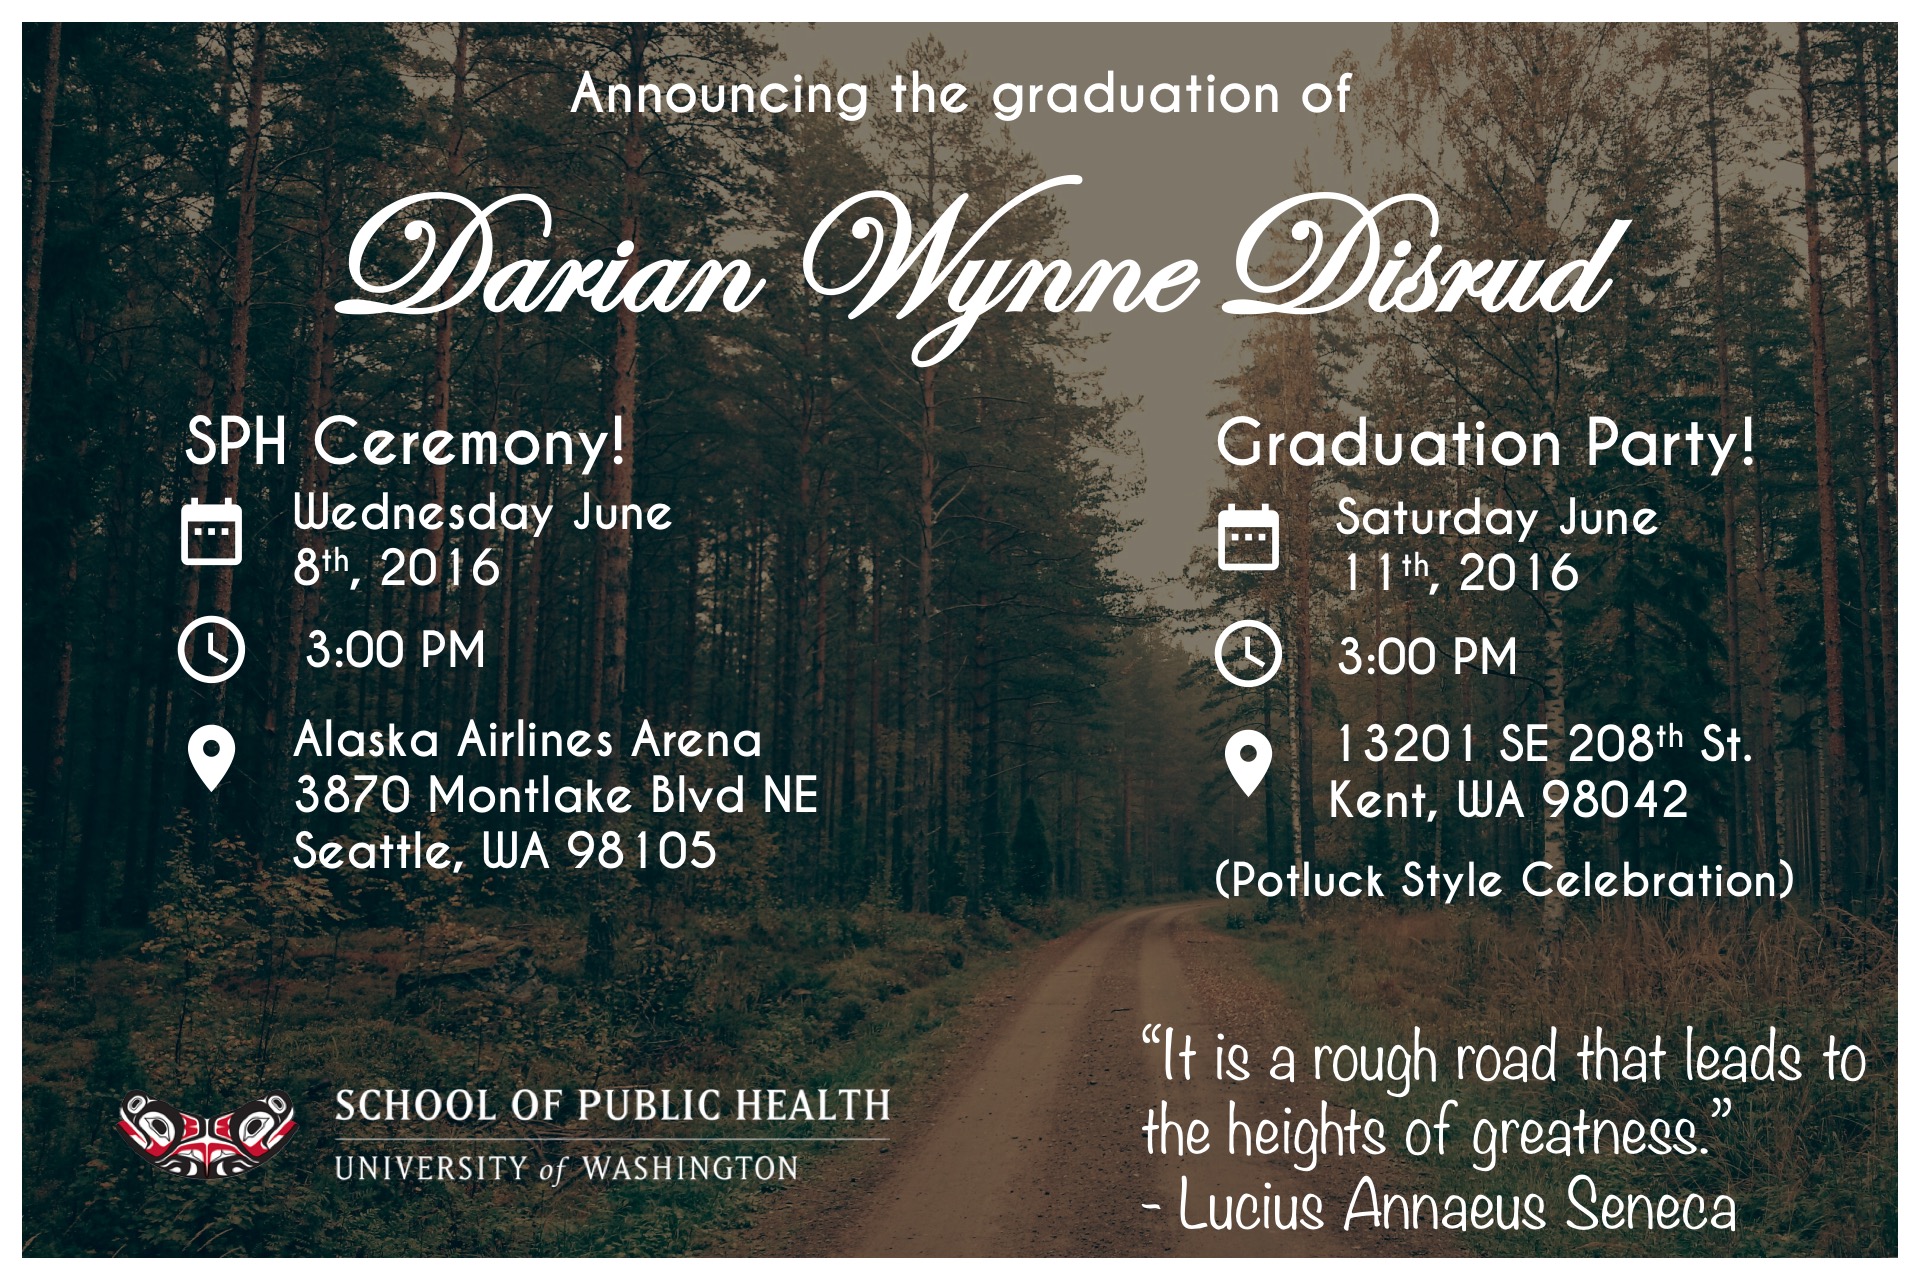 Announcing the graduation of
Darian Wynne Disrud
SPH Ceremony!
Wednesday June
8th, 2016
3:00 PM
Alaska Airlines Arena
3870 Montlake Blvd NE
Seattle, WA 98105
Graduation Party!
Saturday June
11th, 2016
3:00 PM
13201 SE 208th St.
Kent, WA 98042
(Potluck Style Celebration)
SCHOOL OF PUBLIC HEALTH
UNIVERSITY of WASHINGTON
“It is a rough road that leads to
the heights of greatness.”
- Lucius Annaeus Seneca